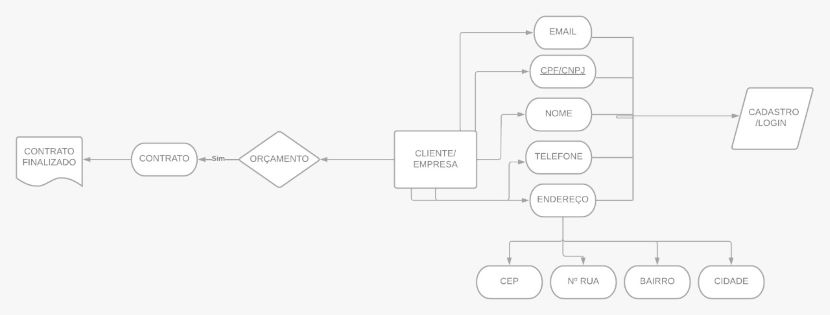 EMAIL
CPF/CNPJ
NOME
CADASTRO
/LOGIN
CONTRATO
FINALIZADO
CONTRATO
Sim
ORÇAMENTO
CLIENTE/
EMPRESA
TELEFONE
ENDEREÇO
CEP
Nº RUA
BAIRRO
CIDADE